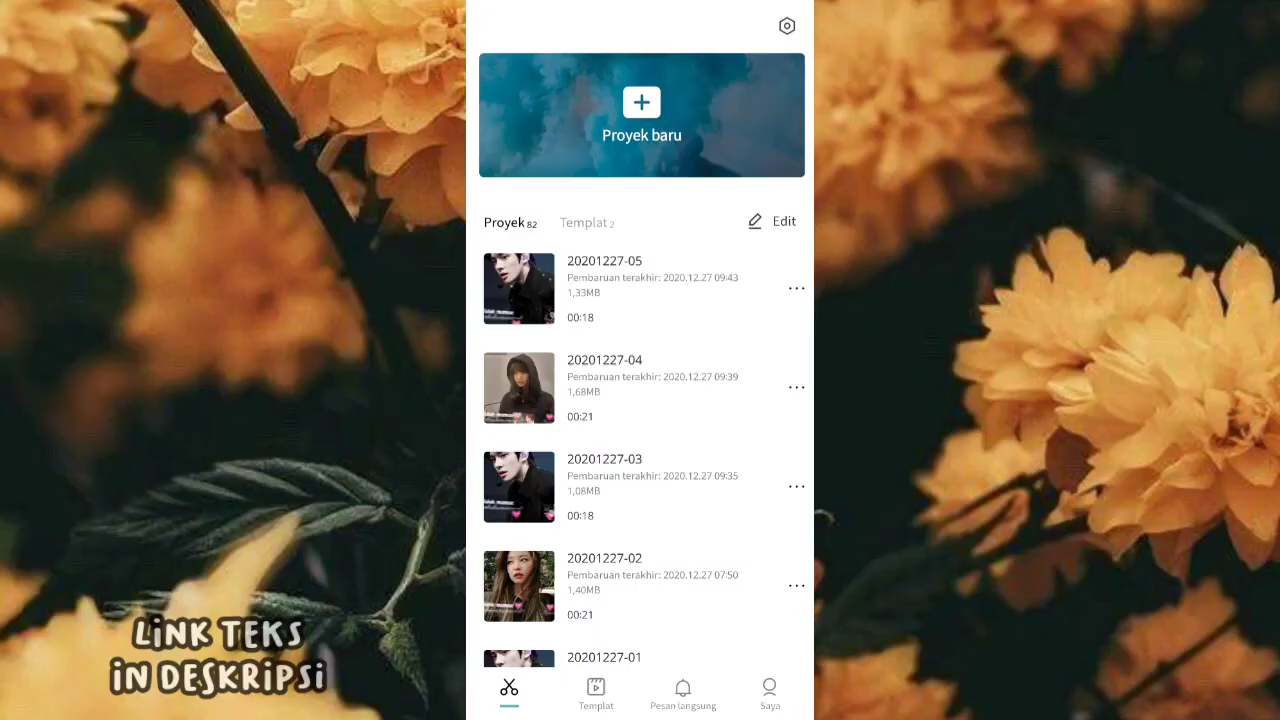 Proyek baru
Proyek 82
Templat 2
Edit
20201227-05
Pembaruan terakhir: 2020.12.27 09:43
1,33MB
00:18
20201227-04
Pembaruan terakhir: 2020.12.27 09:39
1,68MB
00:21
20201227-03
Pembaruan terakhir: 2020.12.27 09:35
1,08MB
00:18
20201227-02
Pembaruan terakhir: 2020.12.27 07:50
1,40MB
00:21
20201227-01
LiNK TEKS
iN DESKRiPSi
Templat
Pesan langsung
Saya